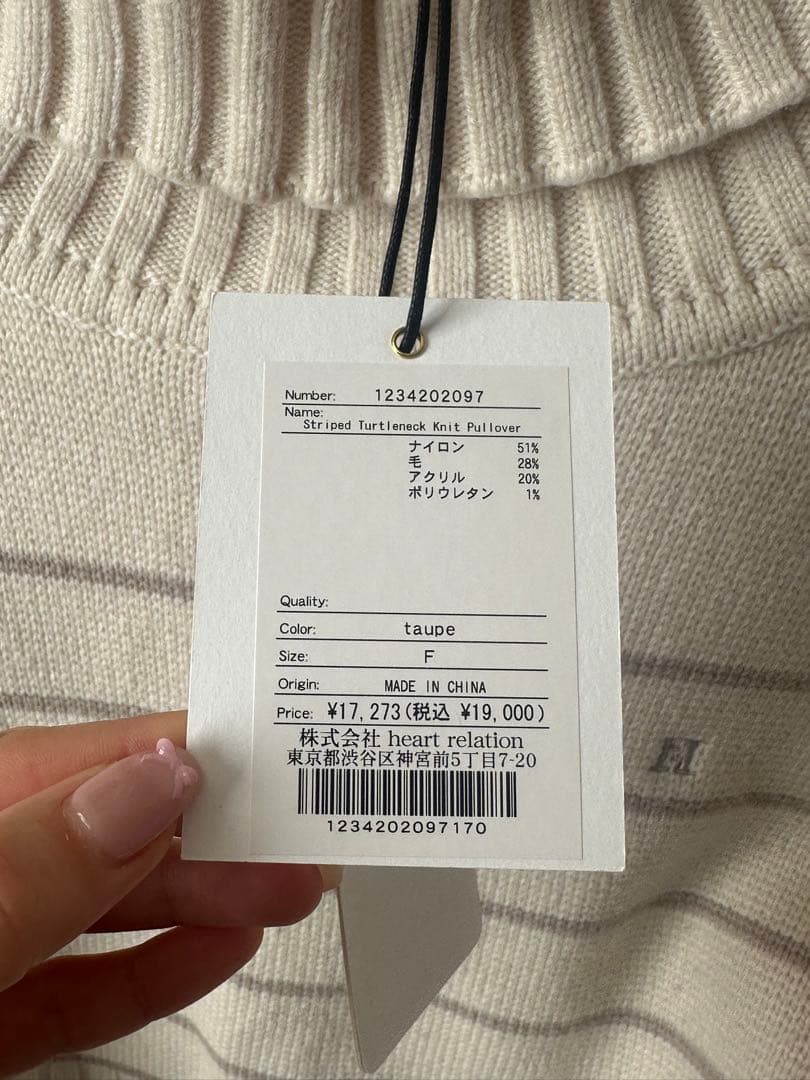 Number: 1234202097
Name:
Striped Turtleneck Knit Pullover
ナイロン 51%
毛 28%
アクリル 20%
ポリウレタン 1%
Quality:
Color: taupe
Size: F
Origin: MADE IN CHINA
Price: ¥17,273(税込 ¥19,000)
株式会社 heart relation
東京都渋谷区神宮前5丁目7-20
1234202097170
H